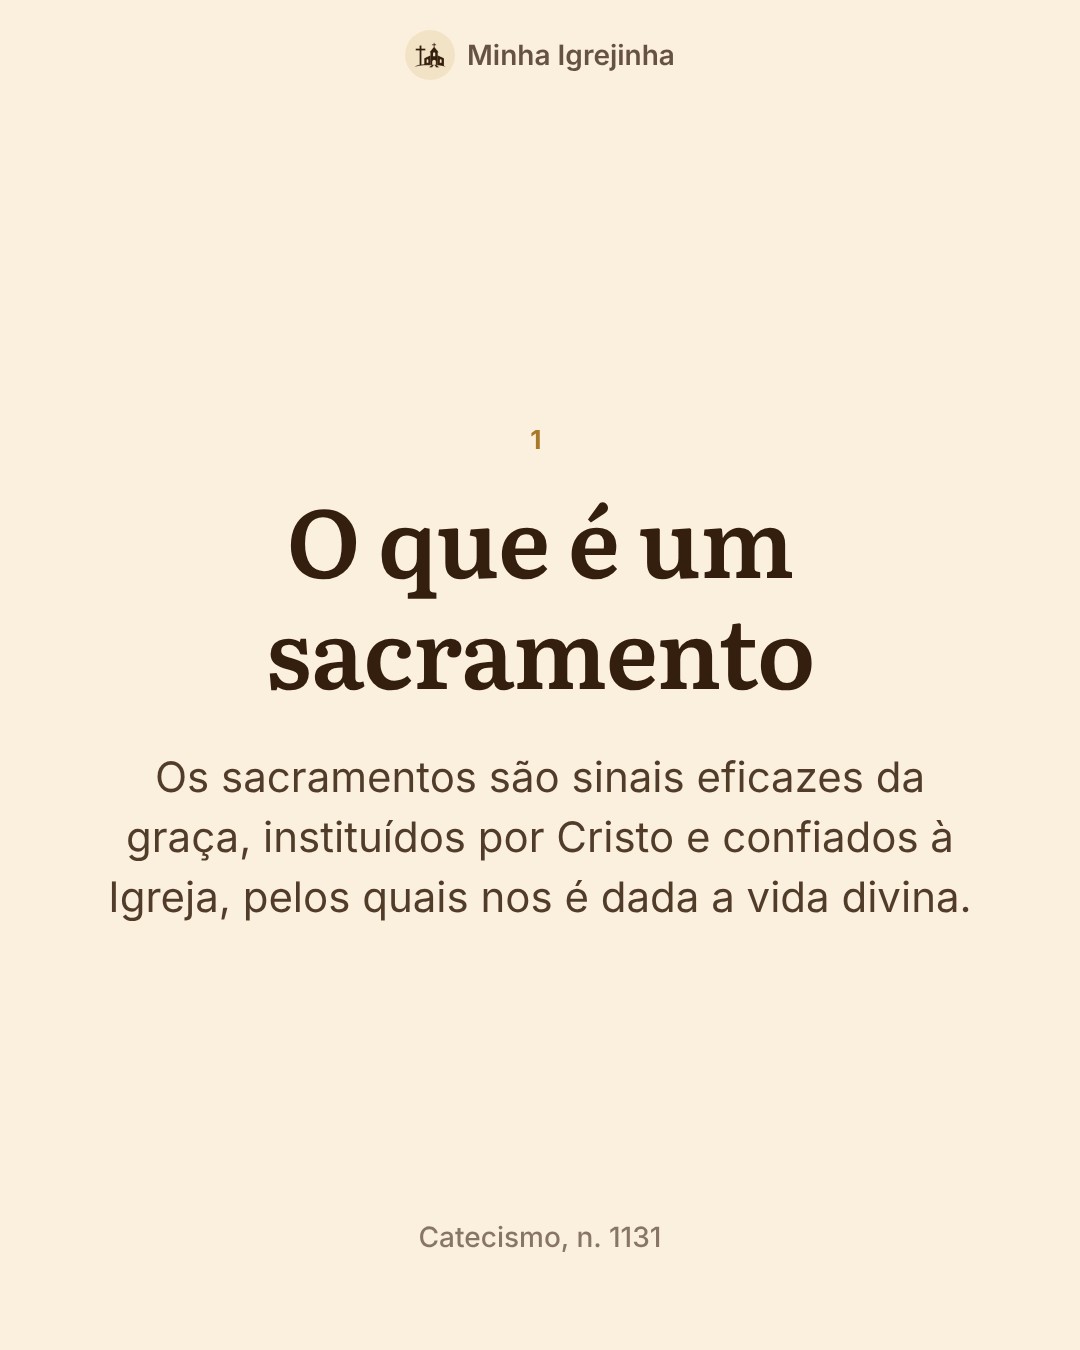 Minha Igrejinha
1
O que é um
sacramento
Os sacramentos são sinais eficazes da
graça, instituídos por Cristo e confiados à
Igreja, pelos quais nos é dada a vida divina.
Catecismo, n. 1131